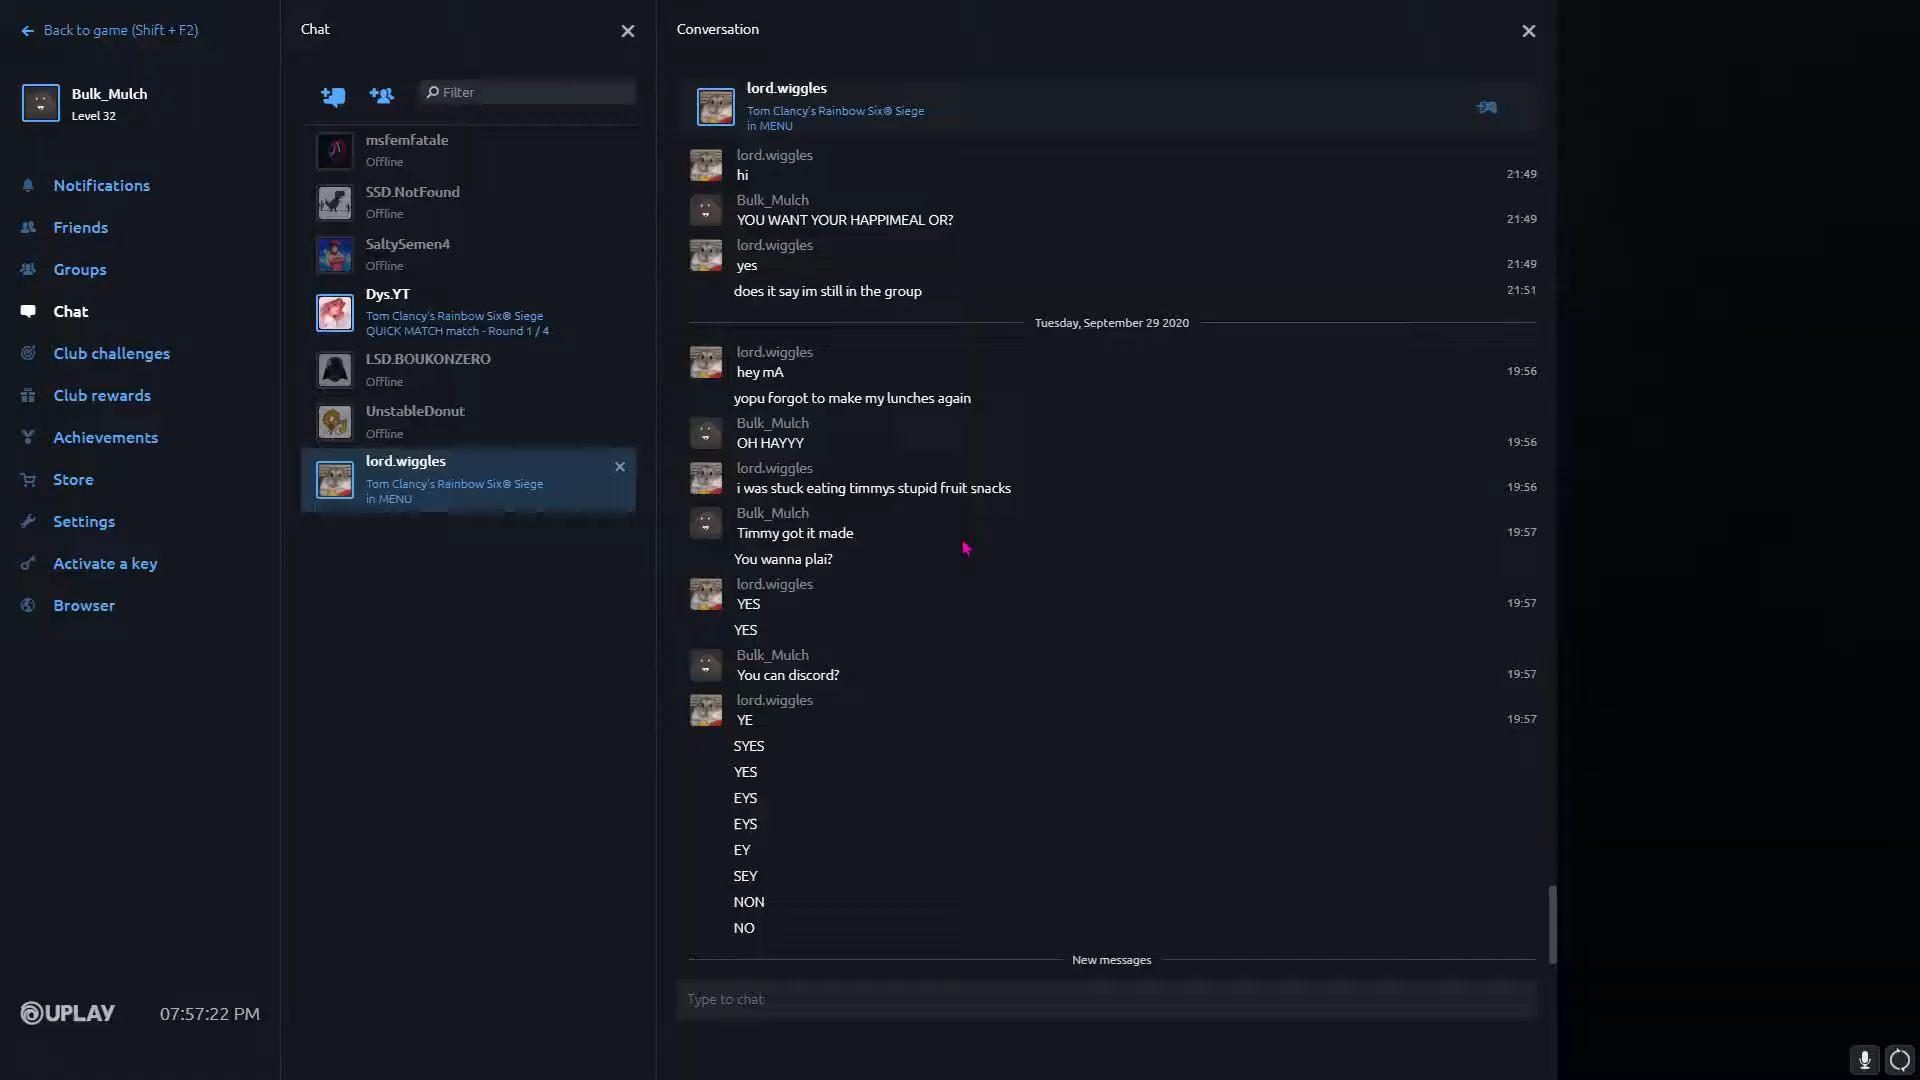 Back to game (Shift + F2)
Bulk_Mulch
Level 32
Notifications
Friends
Groups
Chat
Club challenges
Club rewards
Achievements
Store
Settings
Activate a key
Browser
UPLAY
07:57:22 PM
Chat
Filter
msfemfatale
Offline
SSD.NotFound
Offline
SaltySemen4
Offline
Dys.YT
Tom Clancy's Rainbow Six® Siege
QUICK MATCH match - Round 1 / 4
LSD.BOUKONZERO
Offline
UnstableDonut
Offline
lord.wiggles
Tom Clancy's Rainbow Six® Siege
in MENU
Conversation
lord.wiggles
Tom Clancy's Rainbow Six® Siege
in MENU
lord.wiggles
hi 21:49
Bulk_Mulch
YOU WANT YOUR HAPPIMEAL OR? 21:49
lord.wiggles
yes 21:49
does it say im still in the group 21:51
Tuesday, September 29 2020
lord.wiggles
hey mA 19:56
yopu forgot to make my lunches again
Bulk_Mulch
OH HAYYY 19:56
lord.wiggles
i was stuck eating timmys stupid fruit snacks 19:56
Bulk_Mulch
Timmy got it made 19:57
You wanna plai?
lord.wiggles
YES 19:57
YES
Bulk_Mulch
You can discord? 19:57
lord.wiggles
YE 19:57
SYES
YES
EYS
EYS
EY
SEY
NON
NO
New messages
Type to chat